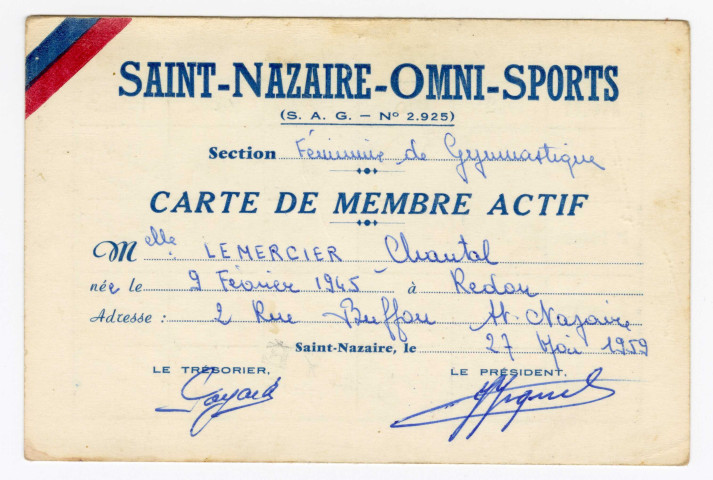 SAINT-NAZAIRE-OMNI-SPORTS
(S. A. G. — Nº 2.925)
Section Féminine de Gymnastique
CARTE DE MEMBRE ACTIF
Melle. LEMERCIER Chantal
née le 9 Février 1945 à Redon
Adresse : 2 Rue Buffon St. Nazaire
Saint-Nazaire, le 27 Mai 1959
LE TRÉSORIER, LE PRÉSIDENT,